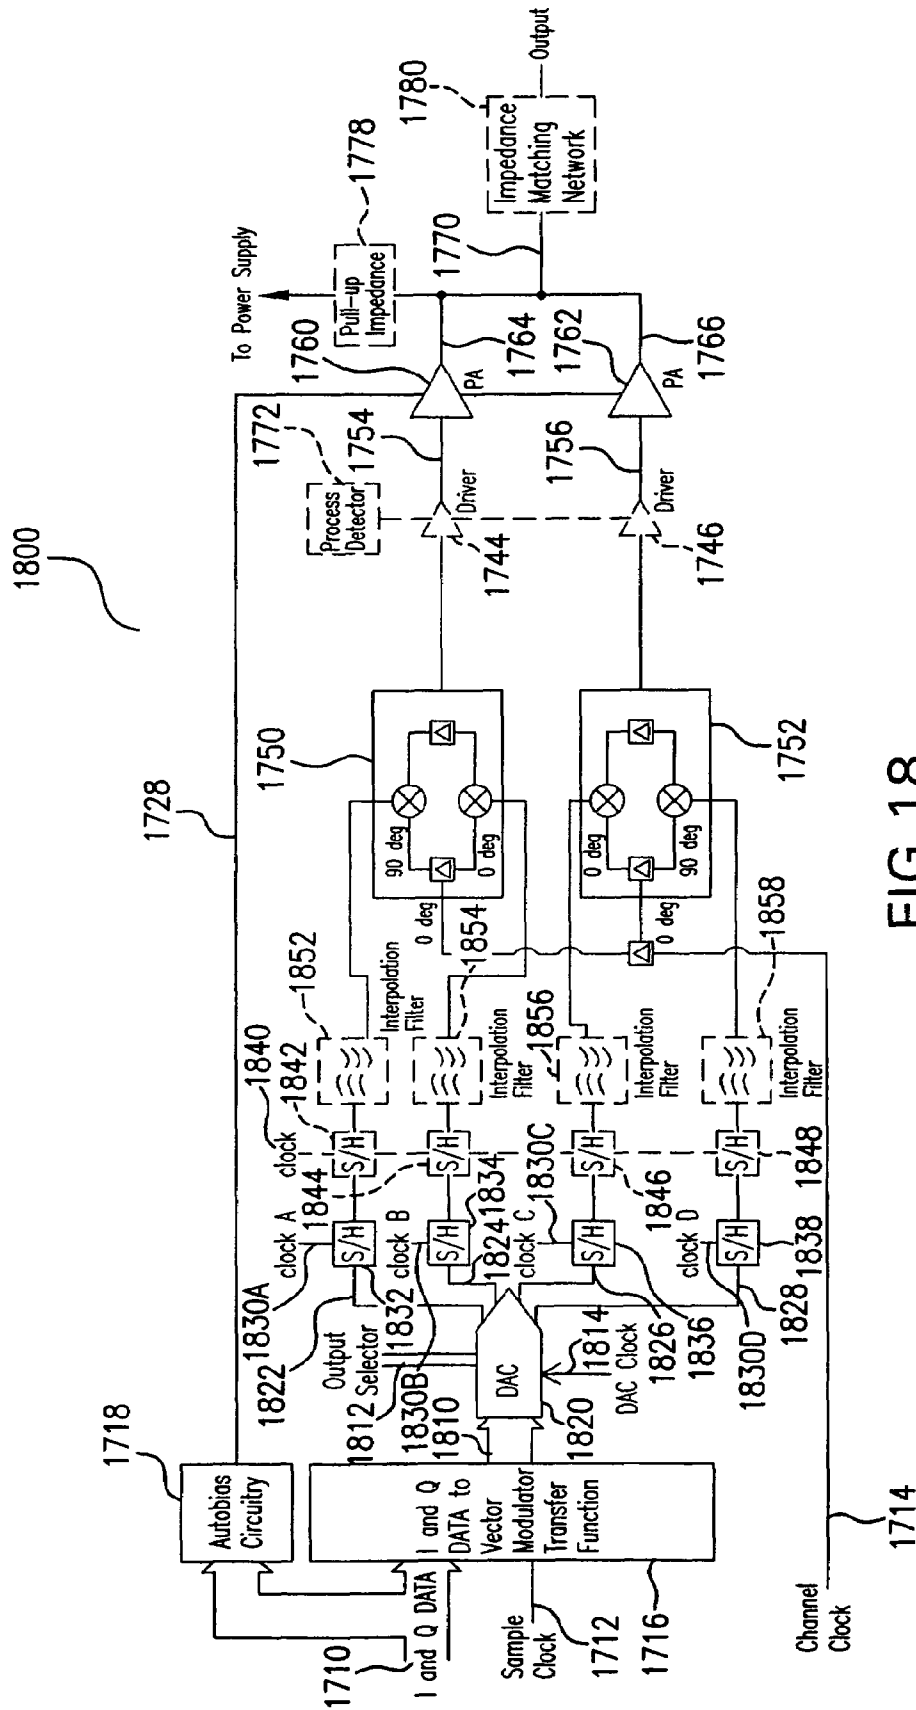 1800
To Power Supply
1718
1728
1772
1754
1760
1778
1780
Autobias
Circuitry
Process
Detector
Pull-up
Impedance
Impedance
Matching
Network
Output
1710
I and Q DATA
I and Q
DATA to
Vector
Modulator
Transfer
Function
Sample
Clock
1712
1716
1810
1812
Output
Selector
DAC
1820
1814
DAC Clock
1822
1824
1826
1828
1830A
clock A
S/H
1832
1830B
clock B
S/H
1834
1830C
clock C
S/H
1836
1830D
clock D
S/H
1838
clock
1840
1842
S/H
1844
S/H
1846
S/H
1848
S/H
1852
Interpolation
Filter
1854
Interpolation
Filter
1856
Interpolation
Filter
1858
Interpolation
Filter
1750
90 deg
0 deg
0 deg
1752
0 deg
90 deg
0 deg
Driver
1744
Driver
1746
1756
PA
1764
1762
PA
1766
1770
Channel
Clock
1714
FIG.18